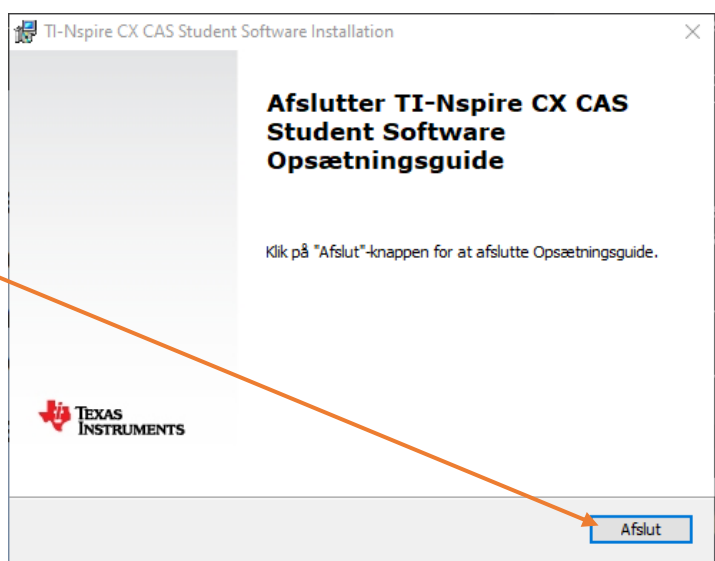 TI-Nspire CX CAS Student Software Installation
Afslutter TI-Nspire CX CAS
Student Software
Opsætningsguide
Klik på "Afslut"-knappen for at afslutte Opsætningsguide.
TEXAS
INSTRUMENTS
Afslut